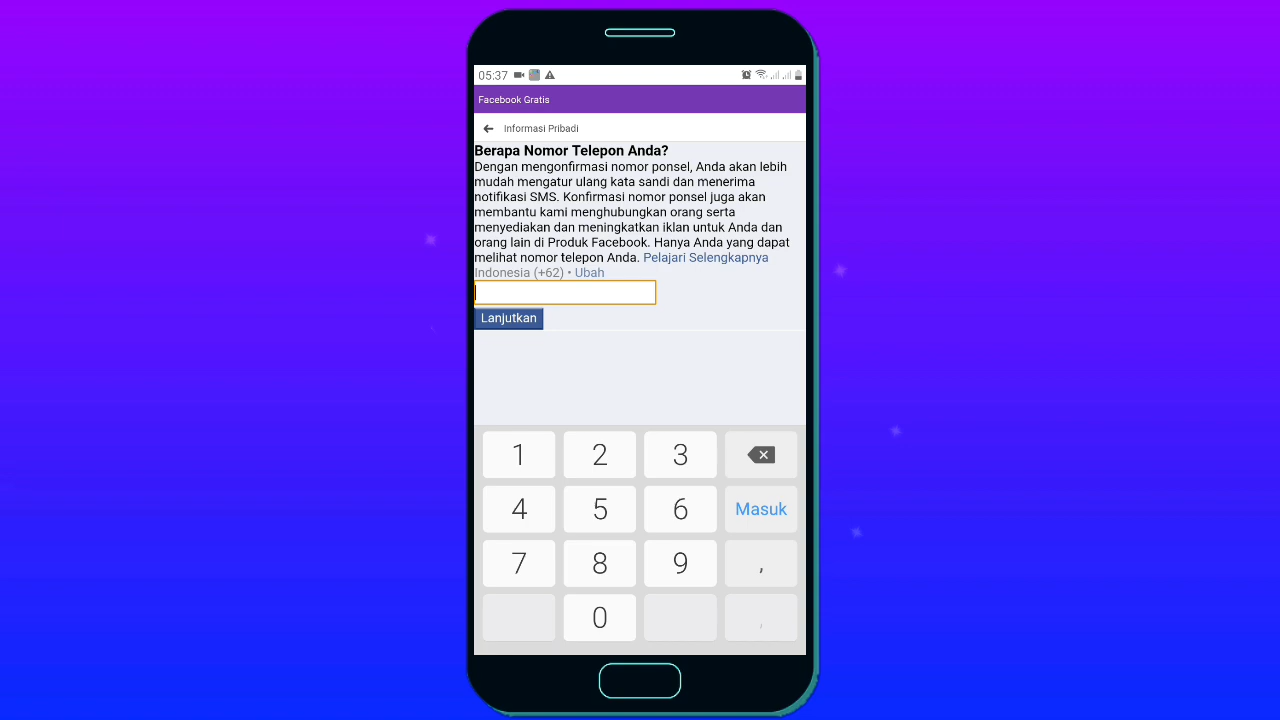 05:37
Facebook Gratis
Informasi Pribadi
Berapa Nomor Telepon Anda?
Dengan mengonfirmasi nomor ponsel, Anda akan lebih
mudah mengatur ulang kata sandi dan menerima
notifikasi SMS. Konfirmasi nomor ponsel juga akan
membantu kami menghubungkan orang serta
menyediakan dan meningkatkan iklan untuk Anda dan
orang lain di Produk Facebook. Hanya Anda yang dapat
melihat nomor telepon Anda. Pelajari Selengkapnya
Indonesia (+62) • Ubah
Lanjutkan
1 2 3
4 5 6 Masuk
7 8 9 ,
0 ,